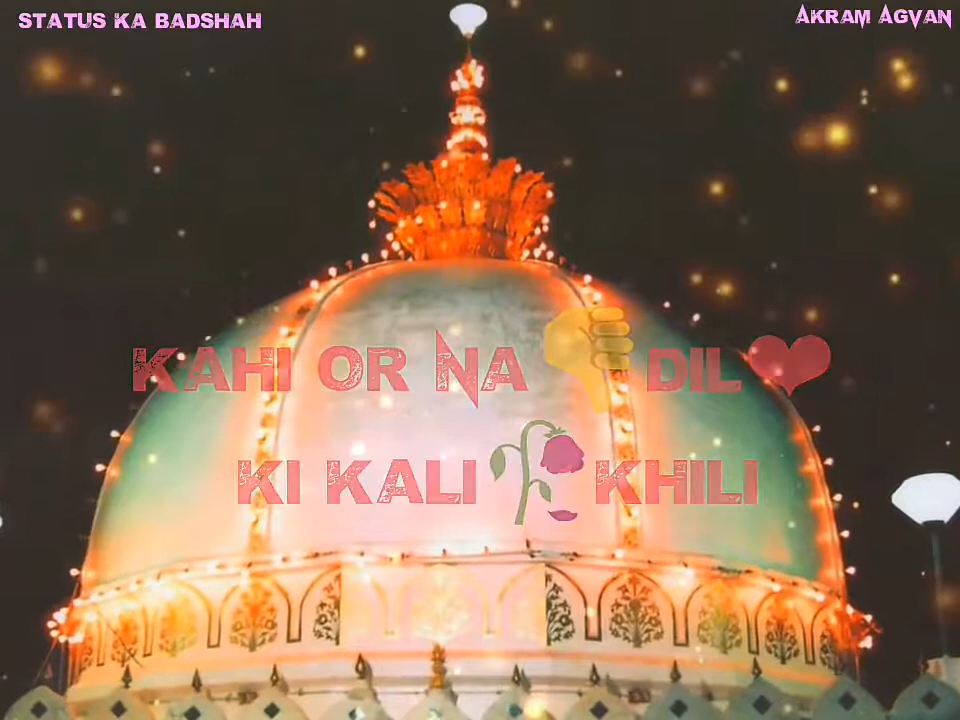 STATUS KA BADSHAH
AKRAM AGVAN
KAHI OR NA 👎 DIL ❤
KI KALI 🥀 KHILI